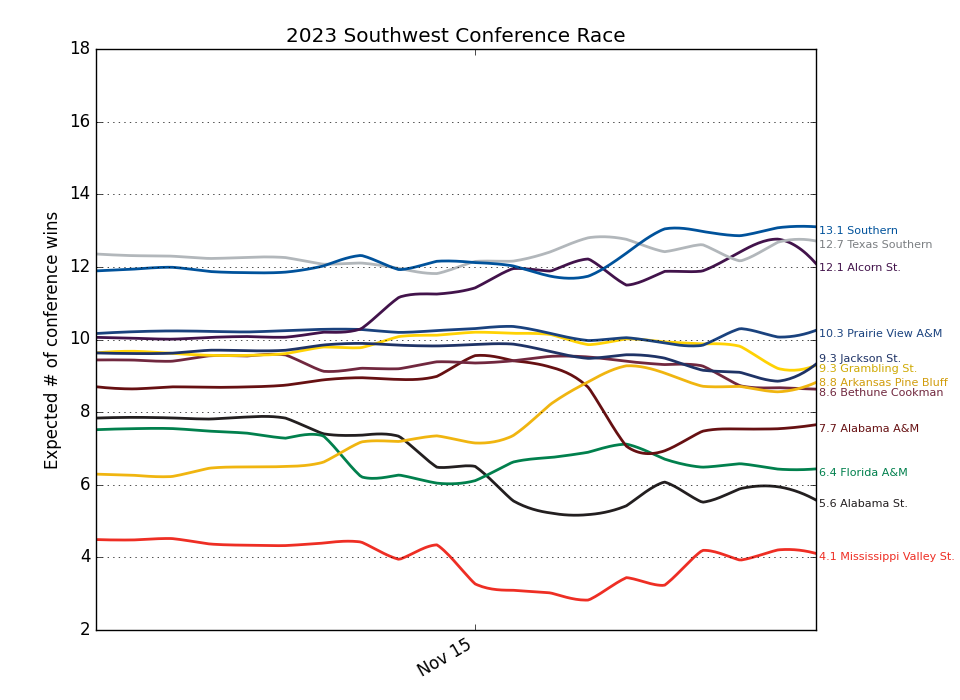 2023 Southwest Conference Race
Expected # of conference wins
18
16
14
12
10
8
6
4
2
Nov 15
13.1 Southern
12.7 Texas Southern
12.1 Alcorn St.
10.3 Prairie View A&M
9.3 Jackson St.
9.3 Grambling St.
8.8 Arkansas Pine Bluff
8.6 Bethune Cookman
7.7 Alabama A&M
6.4 Florida A&M
5.6 Alabama St.
4.1 Mississippi Valley St.